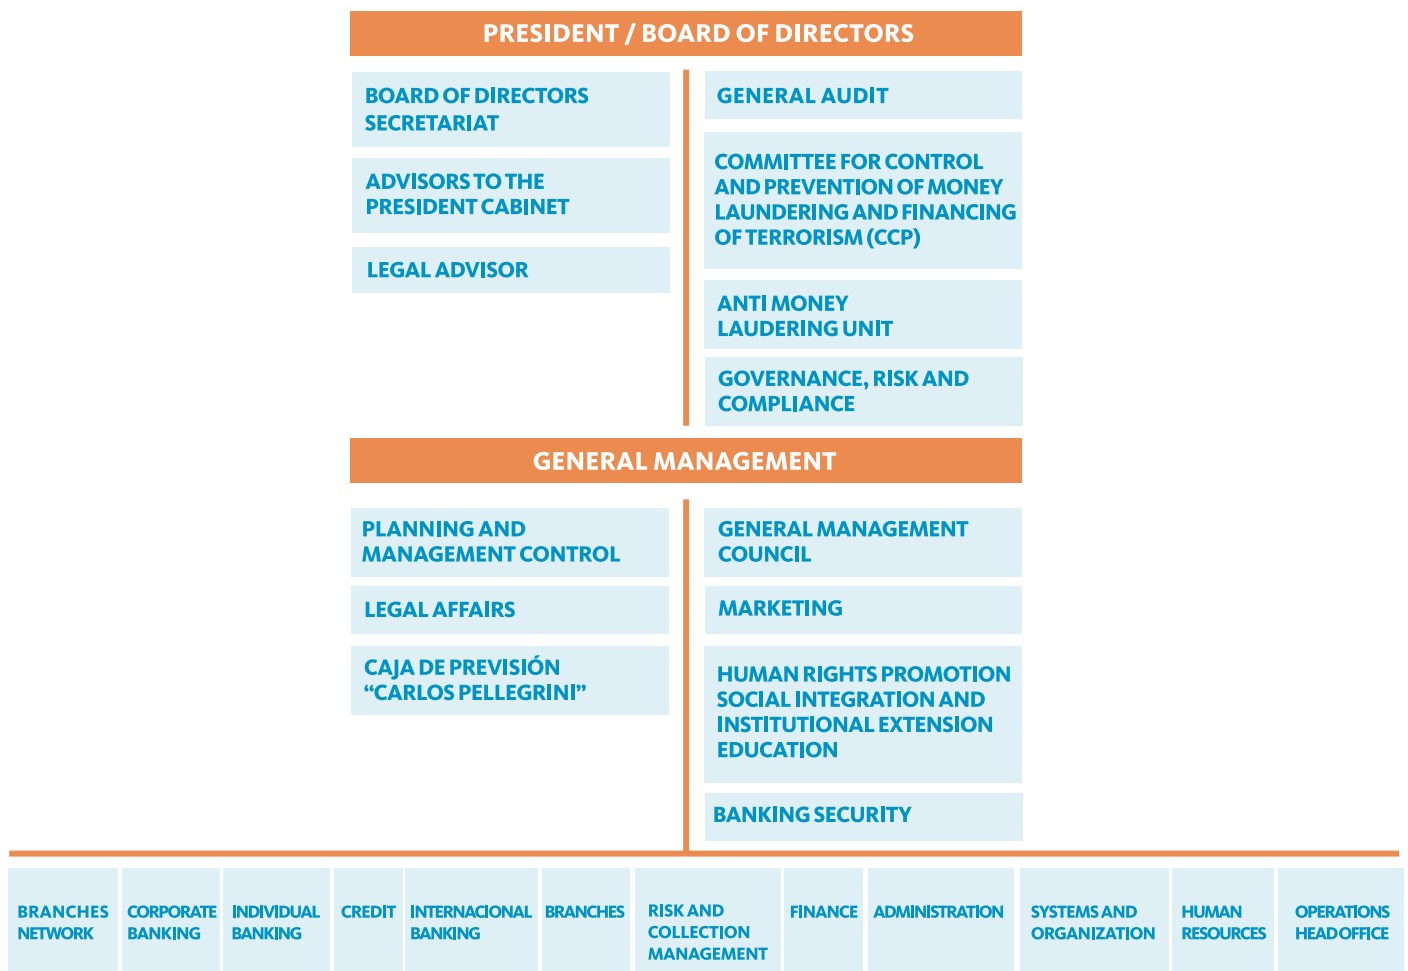 PRESIDENT / BOARD OF DIRECTORS
BOARD OF DIRECTORS
SECRETARIAT
ADVISORS TO THE
PRESIDENT CABINET
LEGAL ADVISOR
GENERAL AUDIT
COMMITTEE FOR CONTROL
AND PREVENTION OF MONEY
LAUNDERING AND FINANCING
OF TERRORISM (CCP)
ANTI MONEY
LAUDERING UNIT
GOVERNANCE, RISK AND
COMPLIANCE
GENERAL MANAGEMENT
PLANNING AND
MANAGEMENT CONTROL
LEGAL AFFAIRS
CAJA DE PREVISIÓN
“CARLOS PELLEGRINI”
GENERAL MANAGEMENT
COUNCIL
MARKETING
HUMAN RIGHTS PROMOTION
SOCIAL INTEGRATION AND
INSTITUTIONAL EXTENSION
EDUCATION
BANKING SECURITY
BRANCHES
NETWORK
CORPORATE
BANKING
INDIVIDUAL
BANKING
CREDIT
INTERNACIONAL
BANKING
BRANCHES
RISK AND
COLLECTION
MANAGEMENT
FINANCE
ADMINISTRATION
SYSTEMS AND
ORGANIZATION
HUMAN
RESOURCES
OPERATIONS
HEAD OFFICE